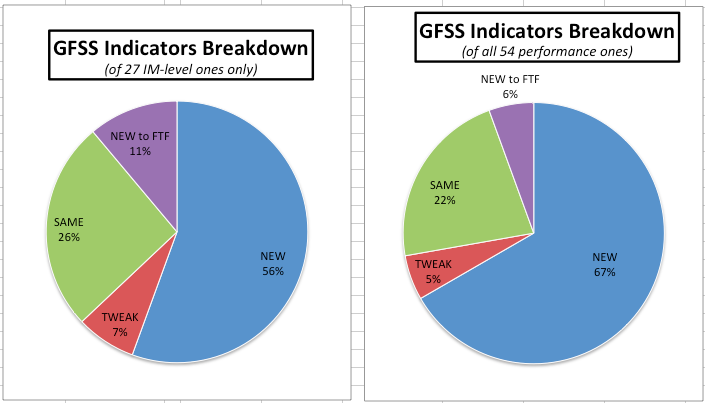 GFSS Indicators Breakdown
(of 27 IM-level ones only)
NEW to FTF
11%
SAME
26%
NEW
56%
TWEAK
7%
GFSS Indicators Breakdown
(of all 54 performance ones)
NEW to FTF
6%
SAME
22%
NEW
67%
TWEAK
5%